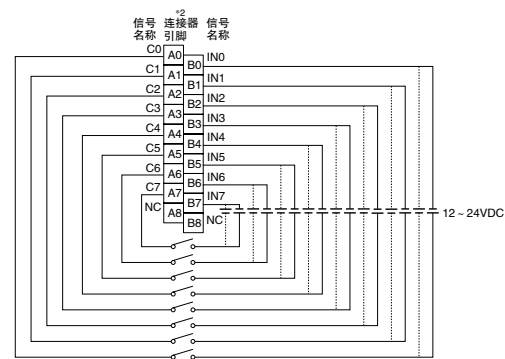 *2
信号 连接器 信号
名称 引脚 名称
C0 A0 IN0
B0
C1 A1 IN1
B1
C2 A2 IN2
B2
C3 A3 IN3
B3
C4 A4 IN4
B4
C5 A5 IN5
B5
C6 A6 IN6
B6
C7 A7 IN7
B7
NC A8 NC
B8
12~24VDC